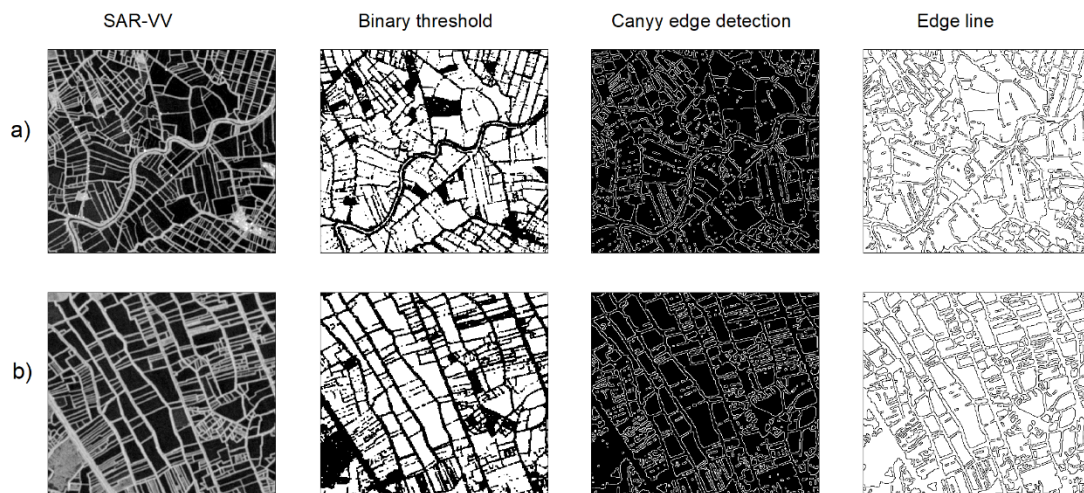 SAR-VV
Binary threshold
Canyy edge detection
Edge line
a)
b)